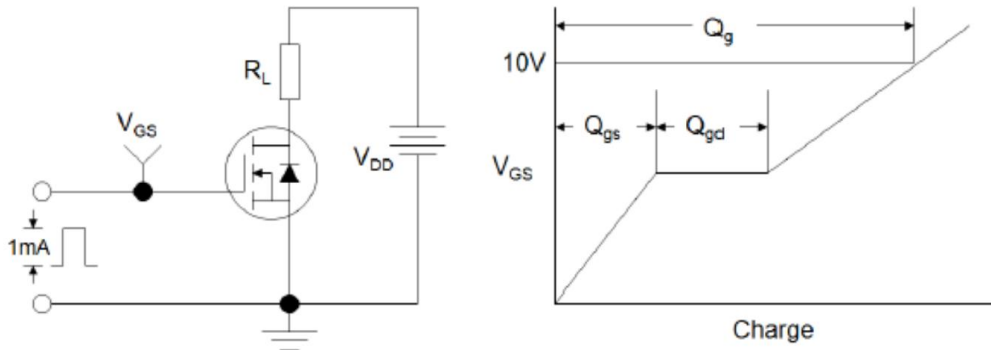 R_L
V_GS
V_DD
1mA
Q_g
10V
Q_gs
Q_gd
V_GS
Charge